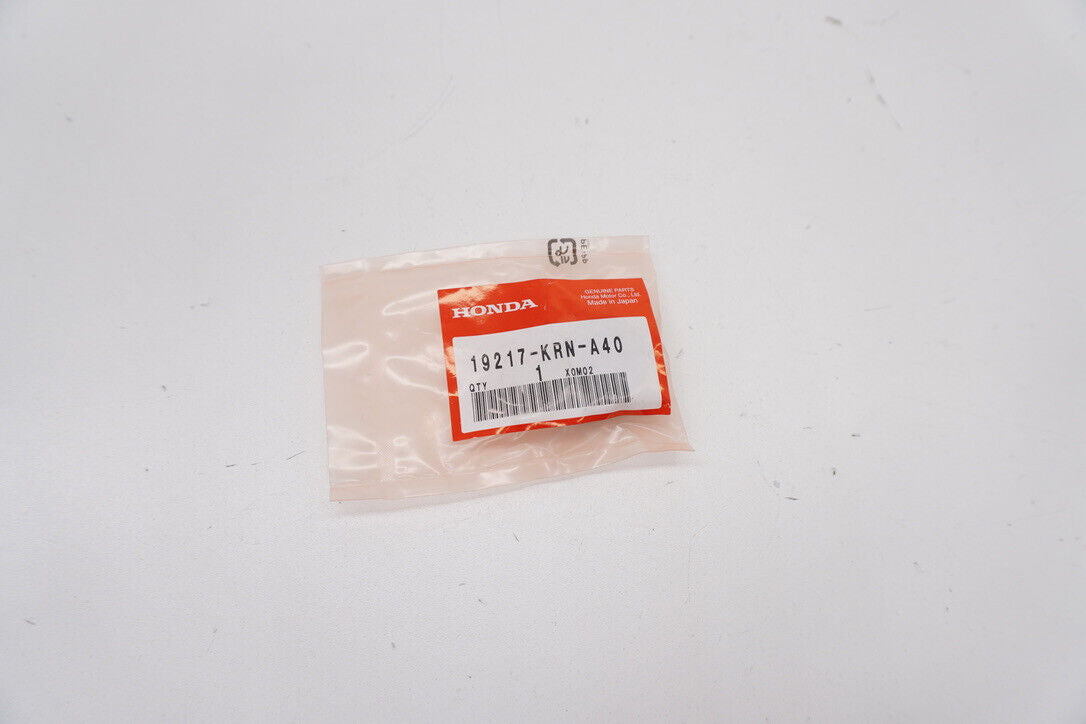 HONDA
GENUINE PARTS
Honda Motor Co., Ltd.
Made in Japan
19217-KRN-A40
QTY 1 X0M02